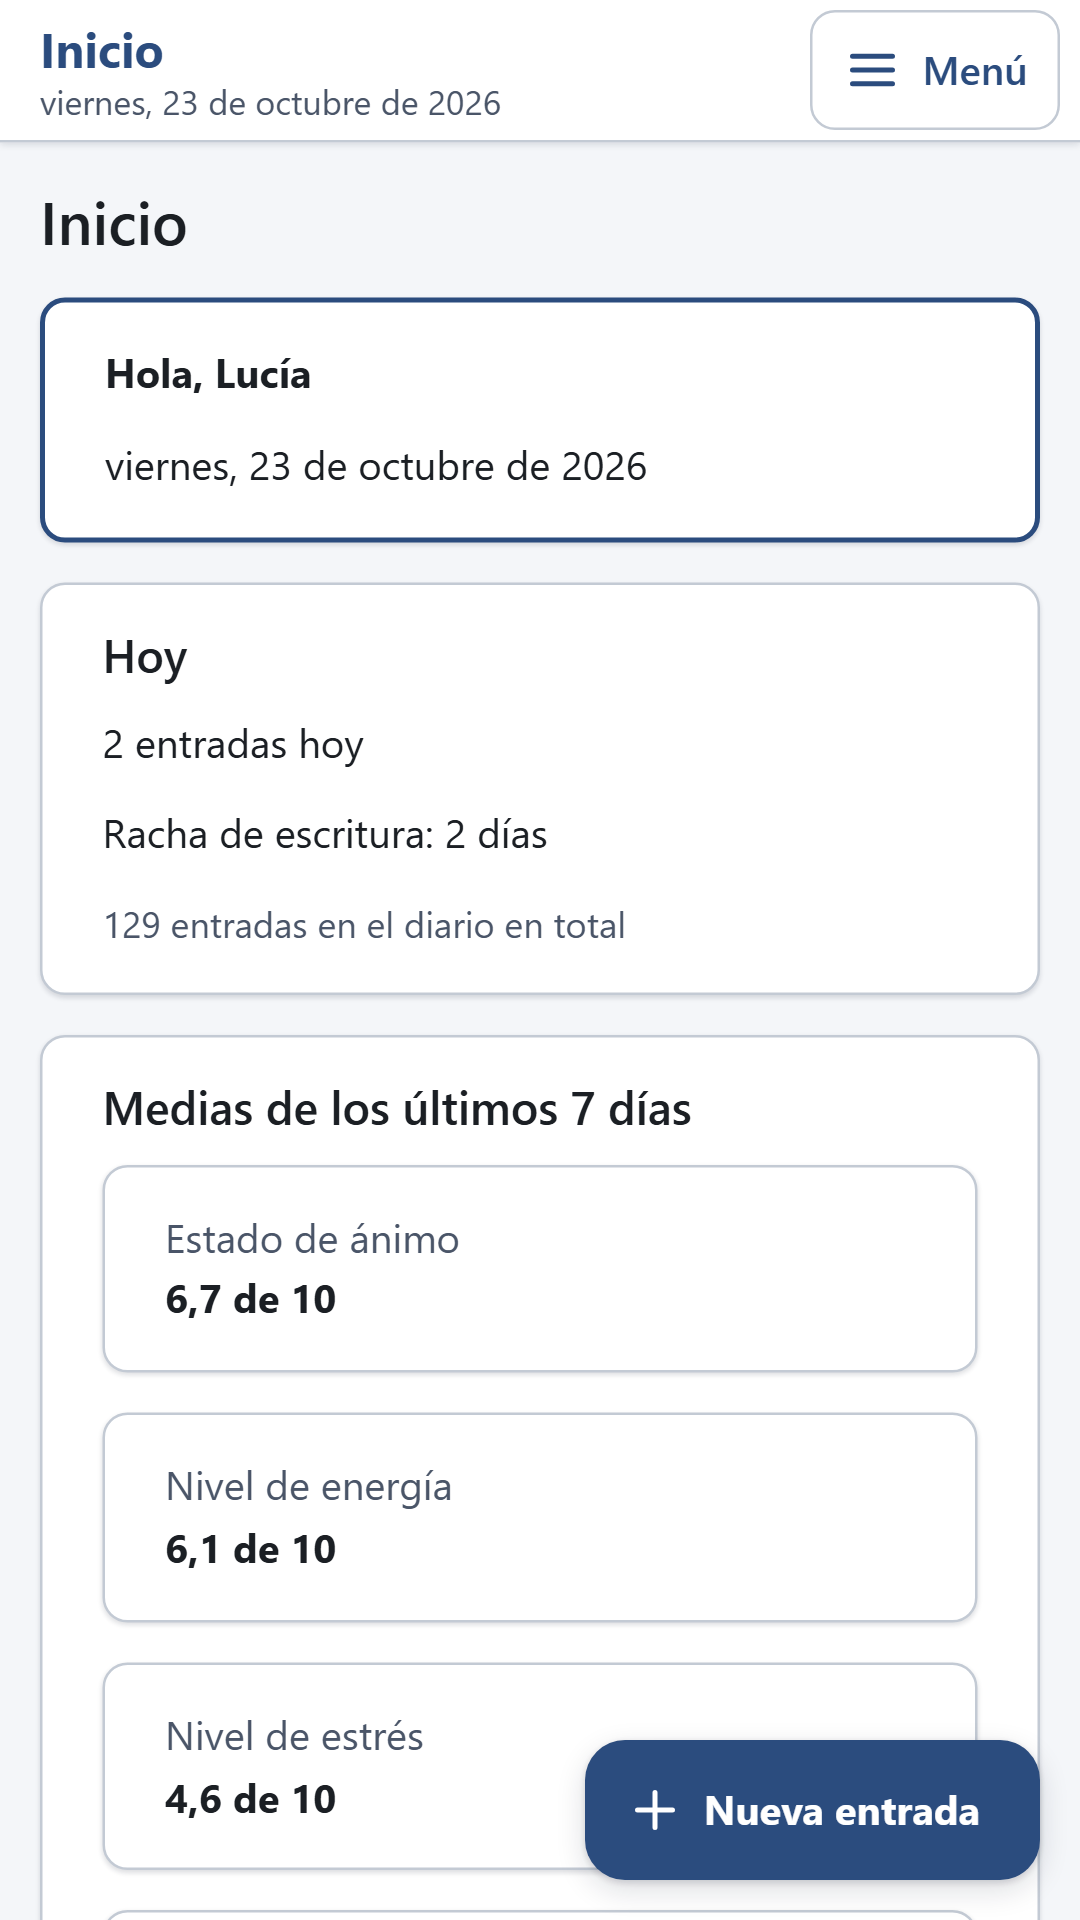 Inicio
viernes, 23 de octubre de 2026
Menú
Inicio
Hola, Lucía
viernes, 23 de octubre de 2026
Hoy
2 entradas hoy
Racha de escritura: 2 días
129 entradas en el diario en total
Medias de los últimos 7 días
Estado de ánimo
6,7 de 10
Nivel de energía
6,1 de 10
Nivel de estrés
4,6 de 10
Nueva entrada